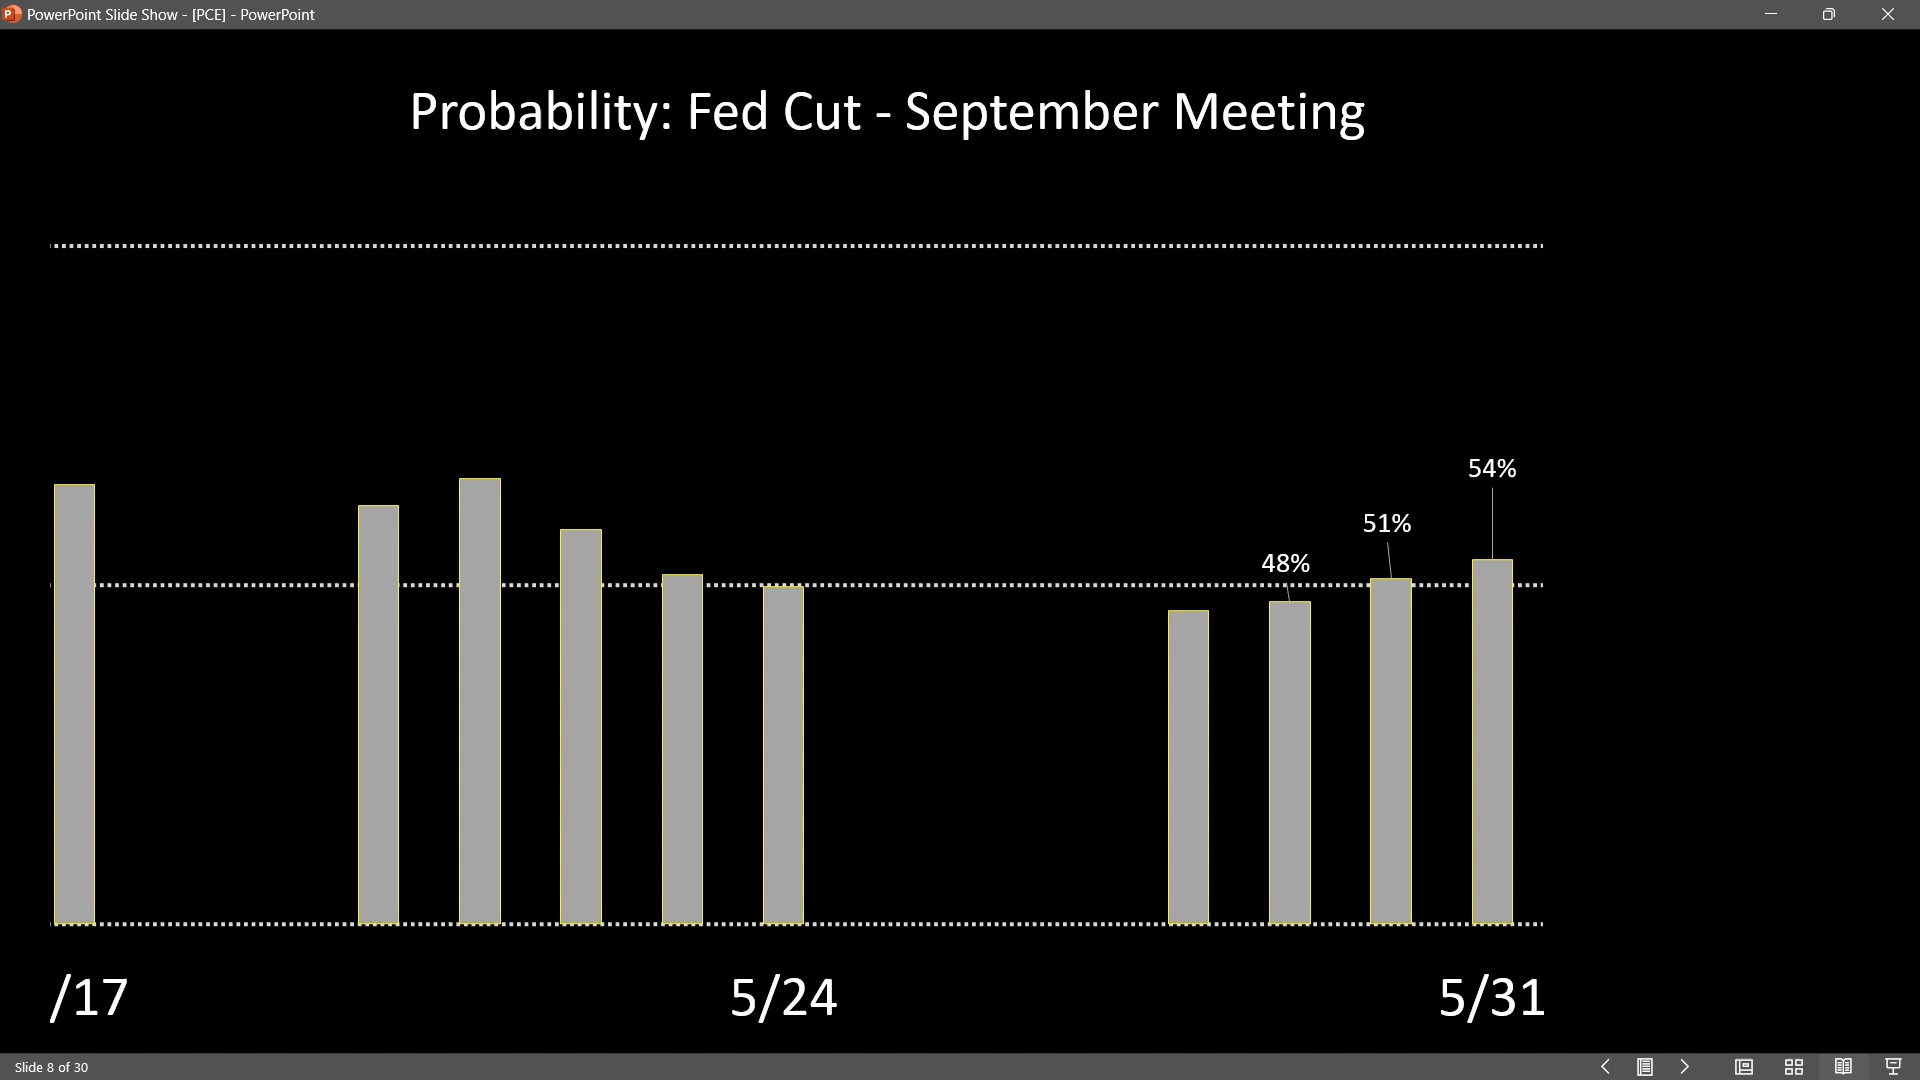 PowerPoint Slide Show - [PCE] - PowerPoint
Probability: Fed Cut - September Meeting
54%
51%
48%
/17
5/24
5/31
Slide 8 of 30